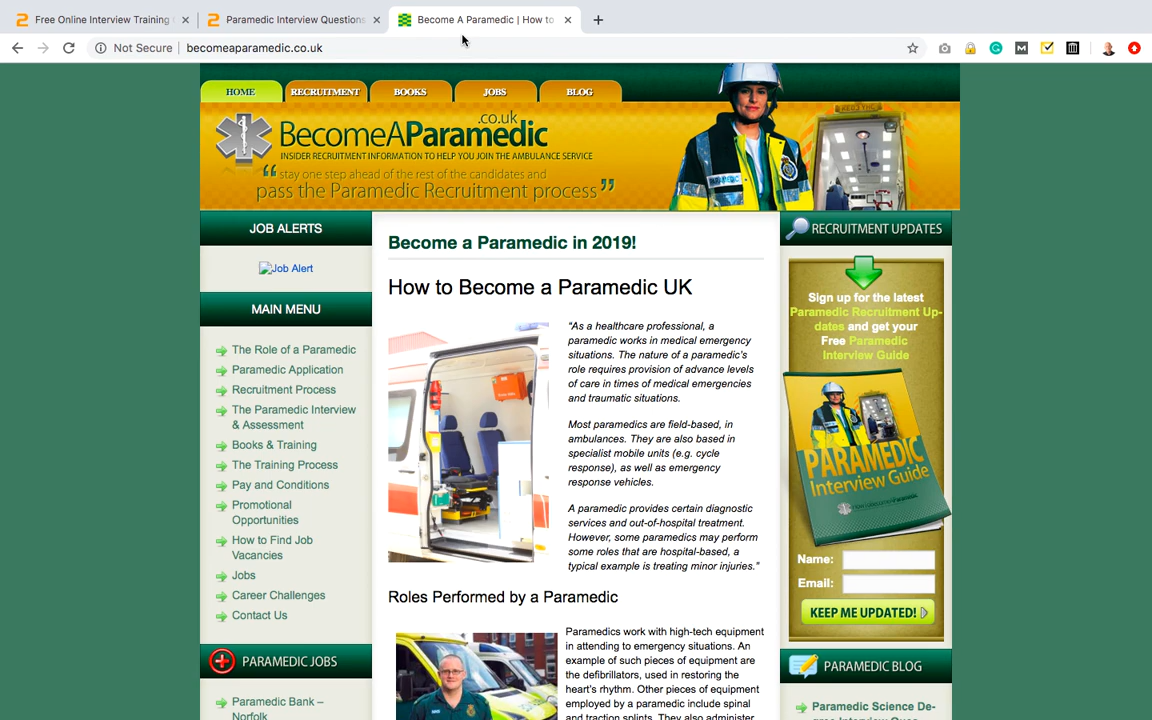 Free Online Interview Training
Paramedic Interview Questions
Become A Paramedic | How to
Not Secure
becomeaparamedic.co.uk
HOME
RECRUITMENT
BOOKS
JOBS
BLOG
.co.uk
BecomeAParamedic
INSIDER RECRUITMENT INFORMATION TO HELP YOU JOIN THE AMBULANCE SERVICE
“ stay one step ahead of the rest of the candidates and
pass the Paramedic Recruitment process ”
JOB ALERTS
Job Alert
MAIN MENU
The Role of a Paramedic
Paramedic Application
Recruitment Process
The Paramedic Interview
& Assessment
Books & Training
The Training Process
Pay and Conditions
Promotional
Opportunities
How to Find Job
Vacancies
Jobs
Career Challenges
Contact Us
PARAMEDIC JOBS
Paramedic Bank –
Norfolk
Become a Paramedic in 2019!
How to Become a Paramedic UK
"As a healthcare professional, a
paramedic works in medical emergency
situations. The nature of a paramedic's
role requires provision of advance levels
of care in times of medical emergencies
and traumatic situations.
Most paramedics are field-based, in
ambulances. They are also based in
specialist mobile units (e.g. cycle
response), as well as emergency
response vehicles.
A paramedic provides certain diagnostic
services and out-of-hospital treatment.
However, some paramedics may perform
some roles that are hospital-based, a
typical example is treating minor injuries."
Roles Performed by a Paramedic
Paramedics work with high-tech equipment
in attending to emergency situations. An
example of such pieces of equipment are
the defibrillators, used in restoring the
heart's rhythm. Other pieces of equipment
employed by a paramedic include spinal
and traction splints. They also administer
RECRUITMENT UPDATES
Sign up for the latest
Paramedic Recruitment Up-
dates and get your
Free Paramedic
Interview Guide
PARAMEDIC
Interview Guide
Name:
Email:
KEEP ME UPDATED!
PARAMEDIC BLOG
Paramedic Science De-
gree Interview Ques-